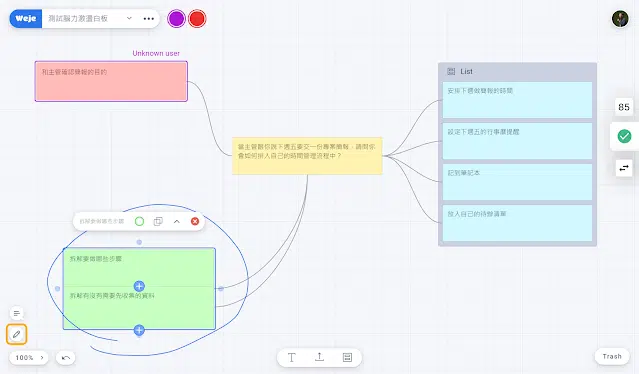 Weje
測試腦力激盪白板
Unknown user
和主管確認簡報的目的
List
安排下週做簡報的時間
設定下週五的行事曆提醒
記到筆記本
放入自己的待辦清單
85
當主管跟你說下週五要交一份專案簡報,請問你
會如何排入自己的時間管理流程中?
拆解要做哪些步驟
拆解要做哪些步驟
拆解有沒有需要先收集的資料
100%
T
Trash